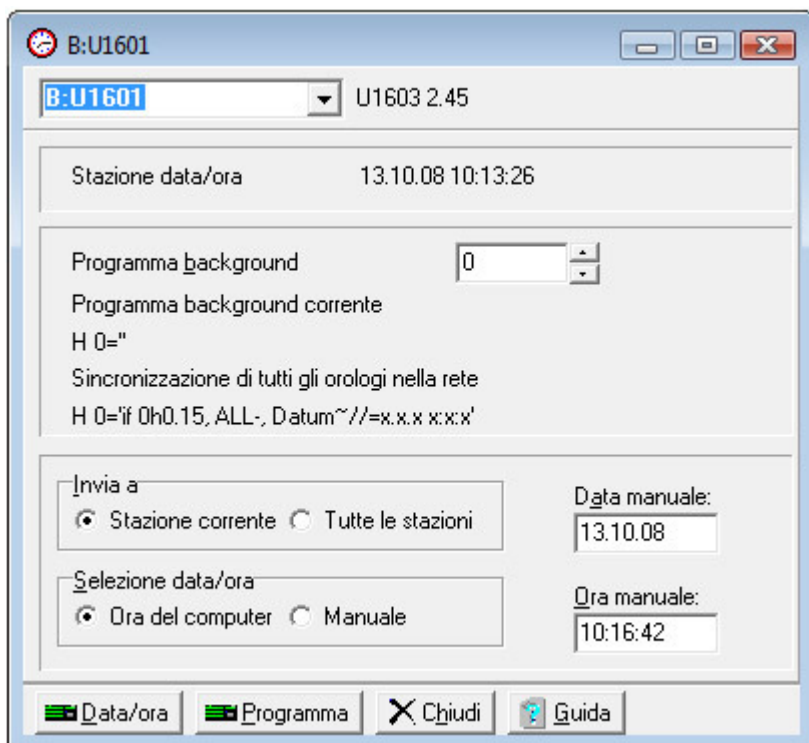 B:U1601
B:U1601 U1603 2.45
Stazione data/ora 13.10.08 10:13:26
Programma background 0
Programma background corrente
H 0=''
Sincronizzazione di tutti gli orologi nella rete
H 0='if 0h0.15, ALL-, Datum~//=x.x.x x:x:x'
Invia a
Stazione corrente Tutte le stazioni
Data manuale:
13.10.08
Selezione data/ora
Ora del computer Manuale
Ora manuale:
10:16:42
Data/ora Programma Chiudi Guida